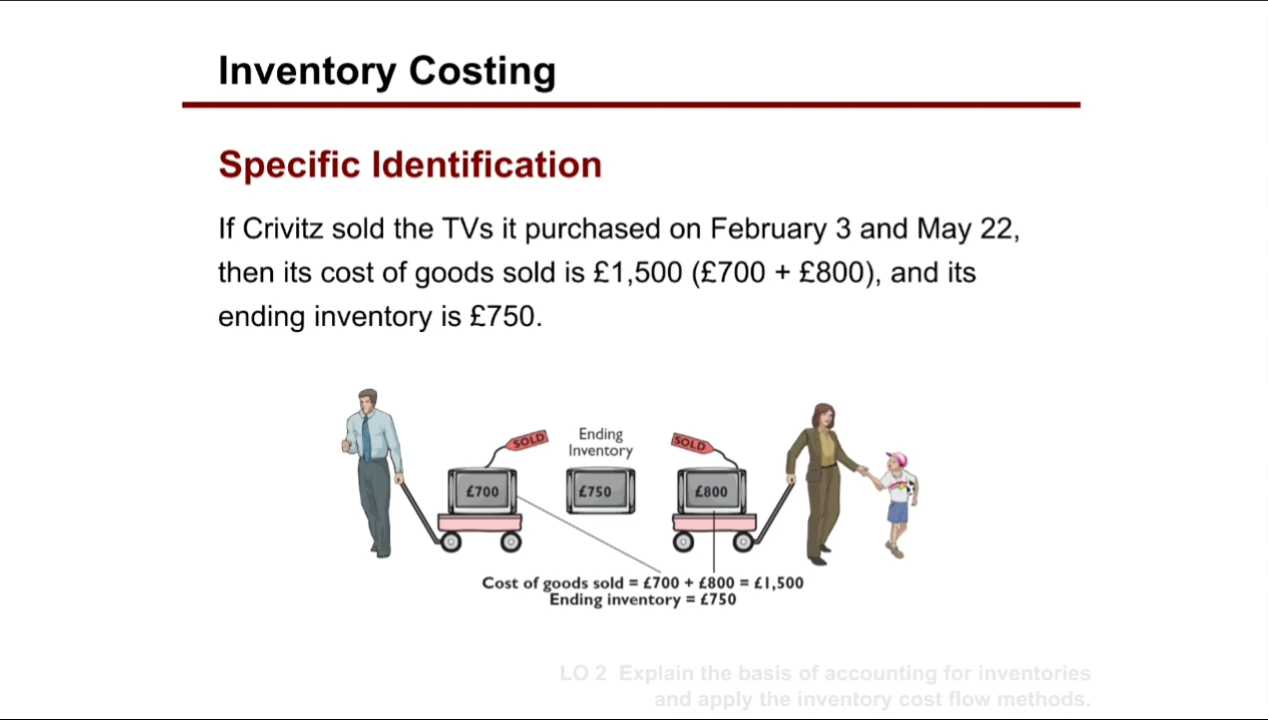 Inventory Costing
Specific Identification
If Crivitz sold the TVs it purchased on February 3 and May 22,
then its cost of goods sold is £1,500 (£700 + £800), and its
ending inventory is £750.
SOLD
Ending
Inventory
SOLD
£700
£750
£800
Cost of goods sold = £700 + £800 = £1,500
Ending inventory = £750
LO 2 Explain the basis of accounting for inventories
and apply the inventory cost flow methods.